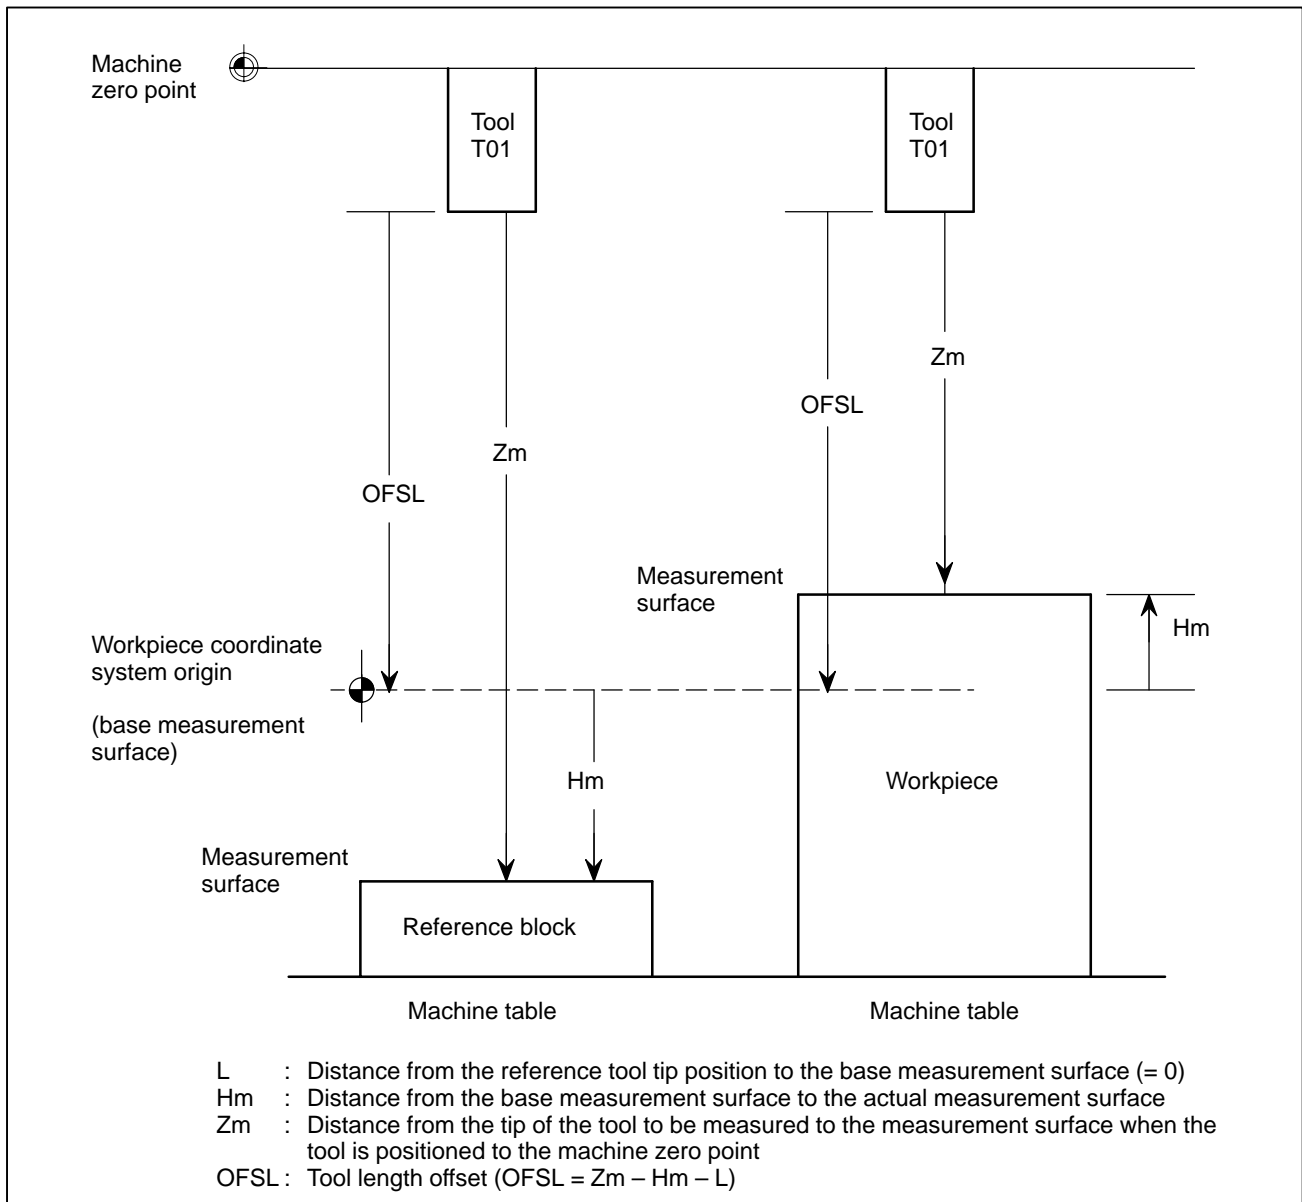 Machine
zero point
Tool
T01
Tool
T01
Zm
OFSL
Zm
OFSL
Measurement
surface
Hm
Workpiece coordinate
system origin
(base measurement
surface)
Hm
Workpiece
Measurement
surface
Reference block
Machine table
Machine table
L : Distance from the reference tool tip position to the base measurement surface (= 0)
Hm : Distance from the base measurement surface to the actual measurement surface
Zm : Distance from the tip of the tool to be measured to the measurement surface when the
tool is positioned to the machine zero point
OFSL : Tool length offset (OFSL = Zm – Hm – L)